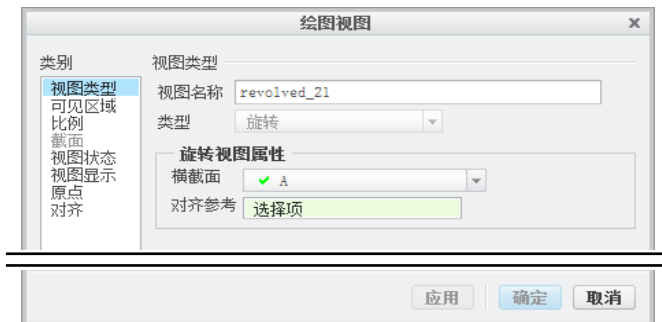 绘图视图
类别
视图类型
可见区域
比例
截面
视图状态
视图显示
原点
对齐
视图类型
视图名称 revolved_21
类型 旋转
旋转视图属性
横截面 A
对齐参考 选择项
应用 确定 取消